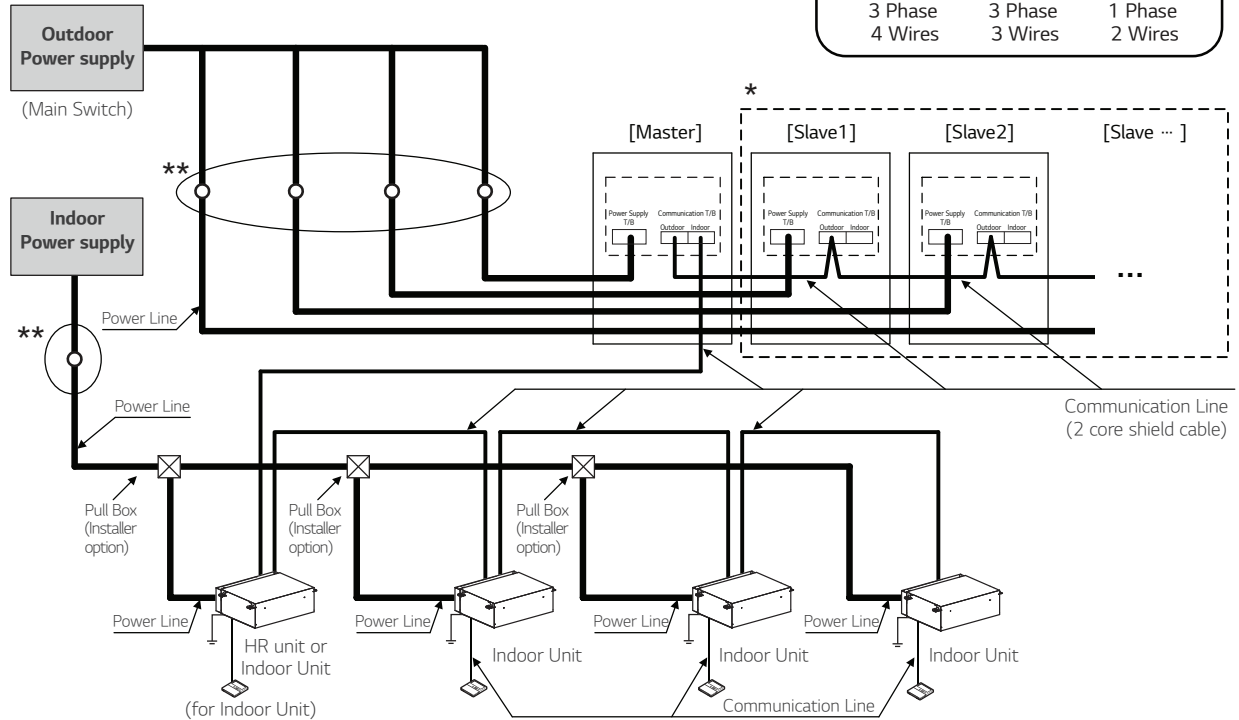 3 Phase 3 Phase 1 Phase
4 Wires 3 Wires 2 Wires
Outdoor
Power supply
(Main Switch)
*
[Master] [Slave1] [Slave2] [Slave ··· ]
**
Power Supply
T/B
Communication T/B
Outdoor Indoor
Power Supply
T/B
Communication T/B
Outdoor Indoor
Power Supply
T/B
Communication T/B
Outdoor Indoor
Indoor
Power supply
...
Power Line
**
Power Line
Communication Line
(2 core shield cable)
Pull Box
(Installer
option)
Pull Box
(Installer
option)
Pull Box
(Installer
option)
Power Line
Power Line
Power Line
Power Line
HR unit or
Indoor Unit
(for Indoor Unit)
Indoor Unit
Indoor Unit
Indoor Unit
Communication Line